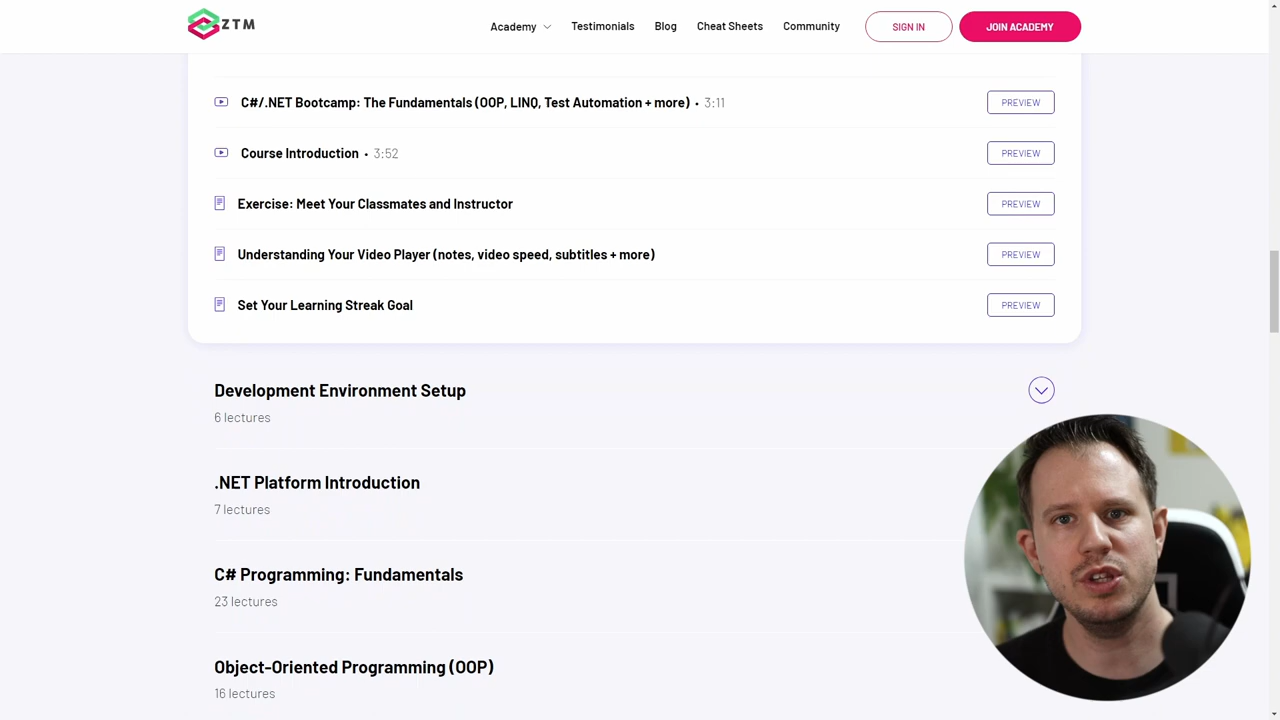 ZTM
Academy
Testimonials
Blog
Cheat Sheets
Community
SIGN IN
JOIN ACADEMY
C#/.NET Bootcamp: The Fundamentals (OOP, LINQ, Test Automation + more) • 3:11
PREVIEW
Course Introduction • 3:52
PREVIEW
Exercise: Meet Your Classmates and Instructor
PREVIEW
Understanding Your Video Player (notes, video speed, subtitles + more)
PREVIEW
Set Your Learning Streak Goal
PREVIEW
Development Environment Setup
6 lectures
.NET Platform Introduction
7 lectures
C# Programming: Fundamentals
23 lectures
Object-Oriented Programming (OOP)
16 lectures